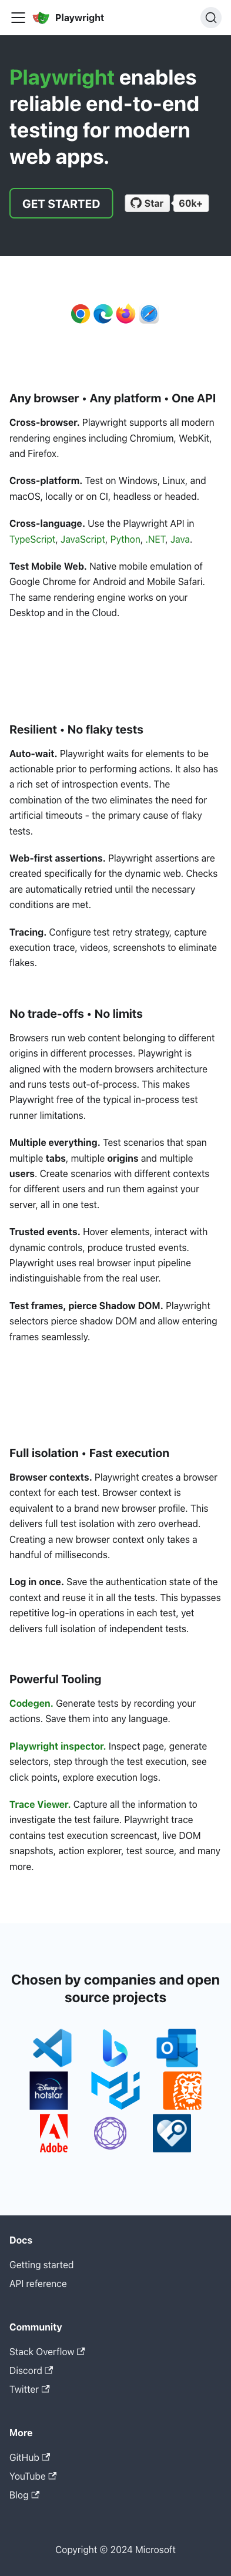 Playwright
Playwright enables
reliable end-to-end
testing for modern
web apps.
GET STARTED
Star
60k+
Any browser • Any platform • One API
Cross-browser. Playwright supports all modern
rendering engines including Chromium, WebKit,
and Firefox.
Cross-platform. Test on Windows, Linux, and
macOS, locally or on CI, headless or headed.
Cross-language. Use the Playwright API in
TypeScript, JavaScript, Python, .NET, Java.
Test Mobile Web. Native mobile emulation of
Google Chrome for Android and Mobile Safari.
The same rendering engine works on your
Desktop and in the Cloud.
Resilient • No flaky tests
Auto-wait. Playwright waits for elements to be
actionable prior to performing actions. It also has
a rich set of introspection events. The
combination of the two eliminates the need for
artificial timeouts - the primary cause of flaky
tests.
Web-first assertions. Playwright assertions are
created specifically for the dynamic web. Checks
are automatically retried until the necessary
conditions are met.
Tracing. Configure test retry strategy, capture
execution trace, videos, screenshots to eliminate
flakes.
No trade-offs • No limits
Browsers run web content belonging to different
origins in different processes. Playwright is
aligned with the modern browsers architecture
and runs tests out-of-process. This makes
Playwright free of the typical in-process test
runner limitations.
Multiple everything. Test scenarios that span
multiple tabs, multiple origins and multiple
users. Create scenarios with different contexts
for different users and run them against your
server, all in one test.
Trusted events. Hover elements, interact with
dynamic controls, produce trusted events.
Playwright uses real browser input pipeline
indistinguishable from the real user.
Test frames, pierce Shadow DOM. Playwright
selectors pierce shadow DOM and allow entering
frames seamlessly.
Full isolation • Fast execution
Browser contexts. Playwright creates a browser
context for each test. Browser context is
equivalent to a brand new browser profile. This
delivers full test isolation with zero overhead.
Creating a new browser context only takes a
handful of milliseconds.
Log in once. Save the authentication state of the
context and reuse it in all the tests. This bypasses
repetitive log-in operations in each test, yet
delivers full isolation of independent tests.
Powerful Tooling
Codegen. Generate tests by recording your
actions. Save them into any language.
Playwright inspector. Inspect page, generate
selectors, step through the test execution, see
click points, explore execution logs.
Trace Viewer. Capture all the information to
investigate the test failure. Playwright trace
contains test execution screencast, live DOM
snapshots, action explorer, test source, and many
more.
Chosen by companies and open
source projects
Disney+
hotstar
Adobe
Docs
Getting started
API reference
Community
Stack Overflow
Discord
Twitter
More
GitHub
YouTube
Blog
Copyright © 2024 Microsoft